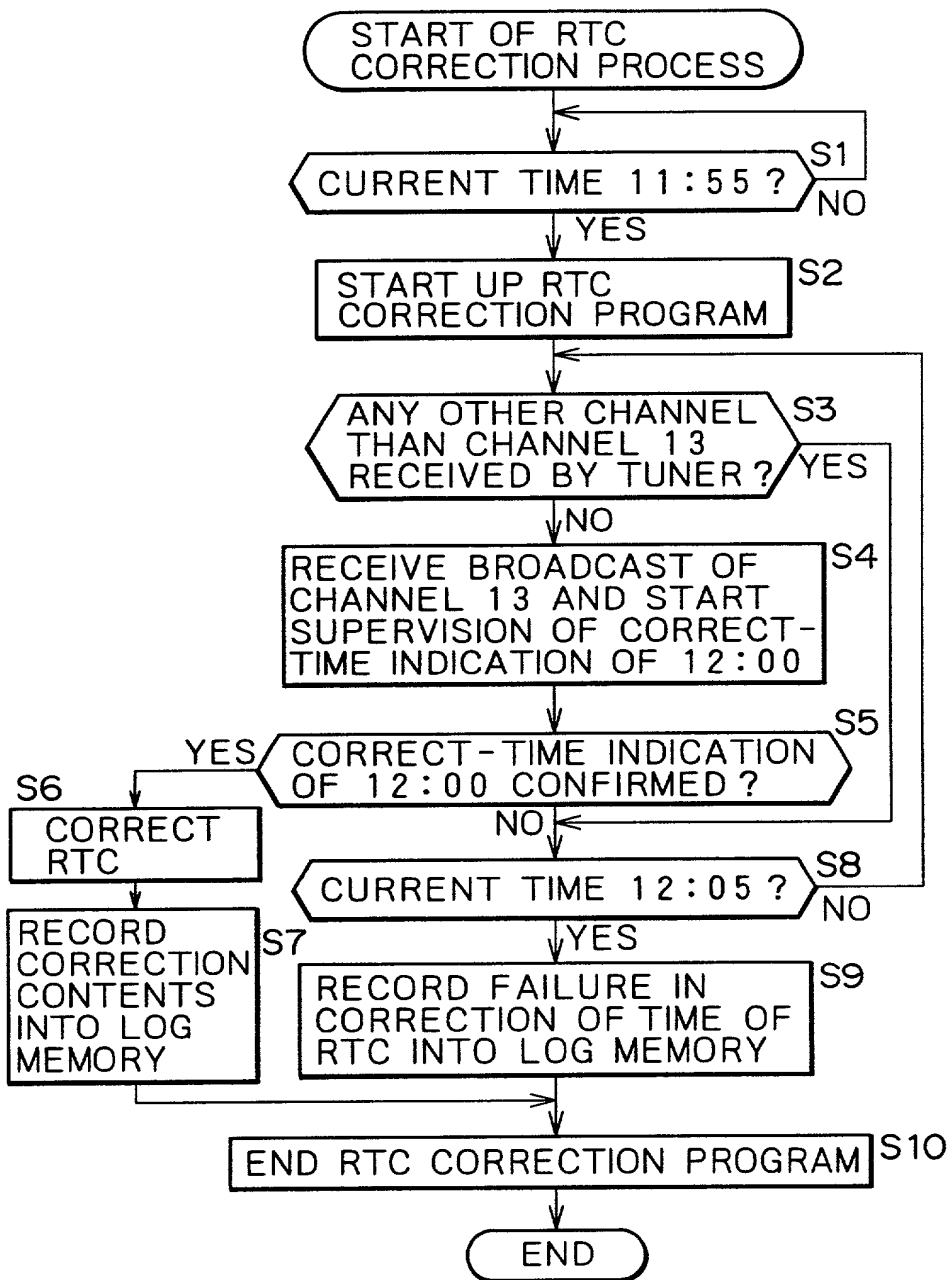 START OF RTC
CORRECTION PROCESS
S1
CURRENT TIME 11:55?
NO
YES
S2
START UP RTC
CORRECTION PROGRAM
ANY OTHER CHANNEL
THAN CHANNEL 13
RECEIVED BY TUNER?
S3
YES
NO
S4
RECEIVE BROADCAST OF
CHANNEL 13 AND START
SUPERVISION OF CORRECT-
TIME INDICATION OF 12:00
S5
YES
CORRECT-TIME INDICATION
OF 12:00 CONFIRMED?
S6
NO
CORRECT
RTC
S8
CURRENT TIME 12:05?
NO
YES
S7
RECORD
CORRECTION
CONTENTS
INTO LOG
MEMORY
S9
RECORD FAILURE IN
CORRECTION OF TIME OF
RTC INTO LOG MEMORY
END RTC CORRECTION PROGRAM
S10
END